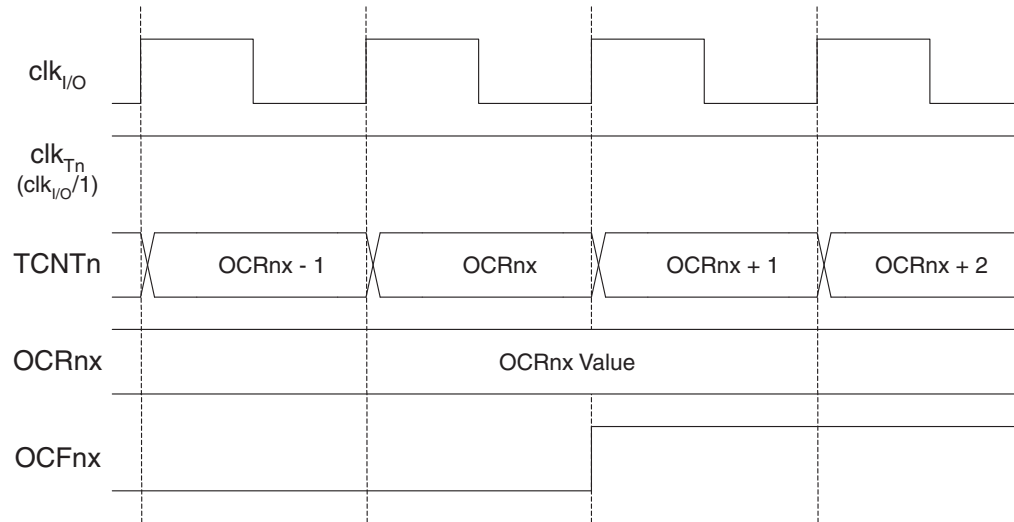 clkI/O
clkTn
(clkI/O/1)
TCNTn OCRnx - 1 OCRnx OCRnx + 1 OCRnx + 2
OCRnx OCRnx Value
OCFnx